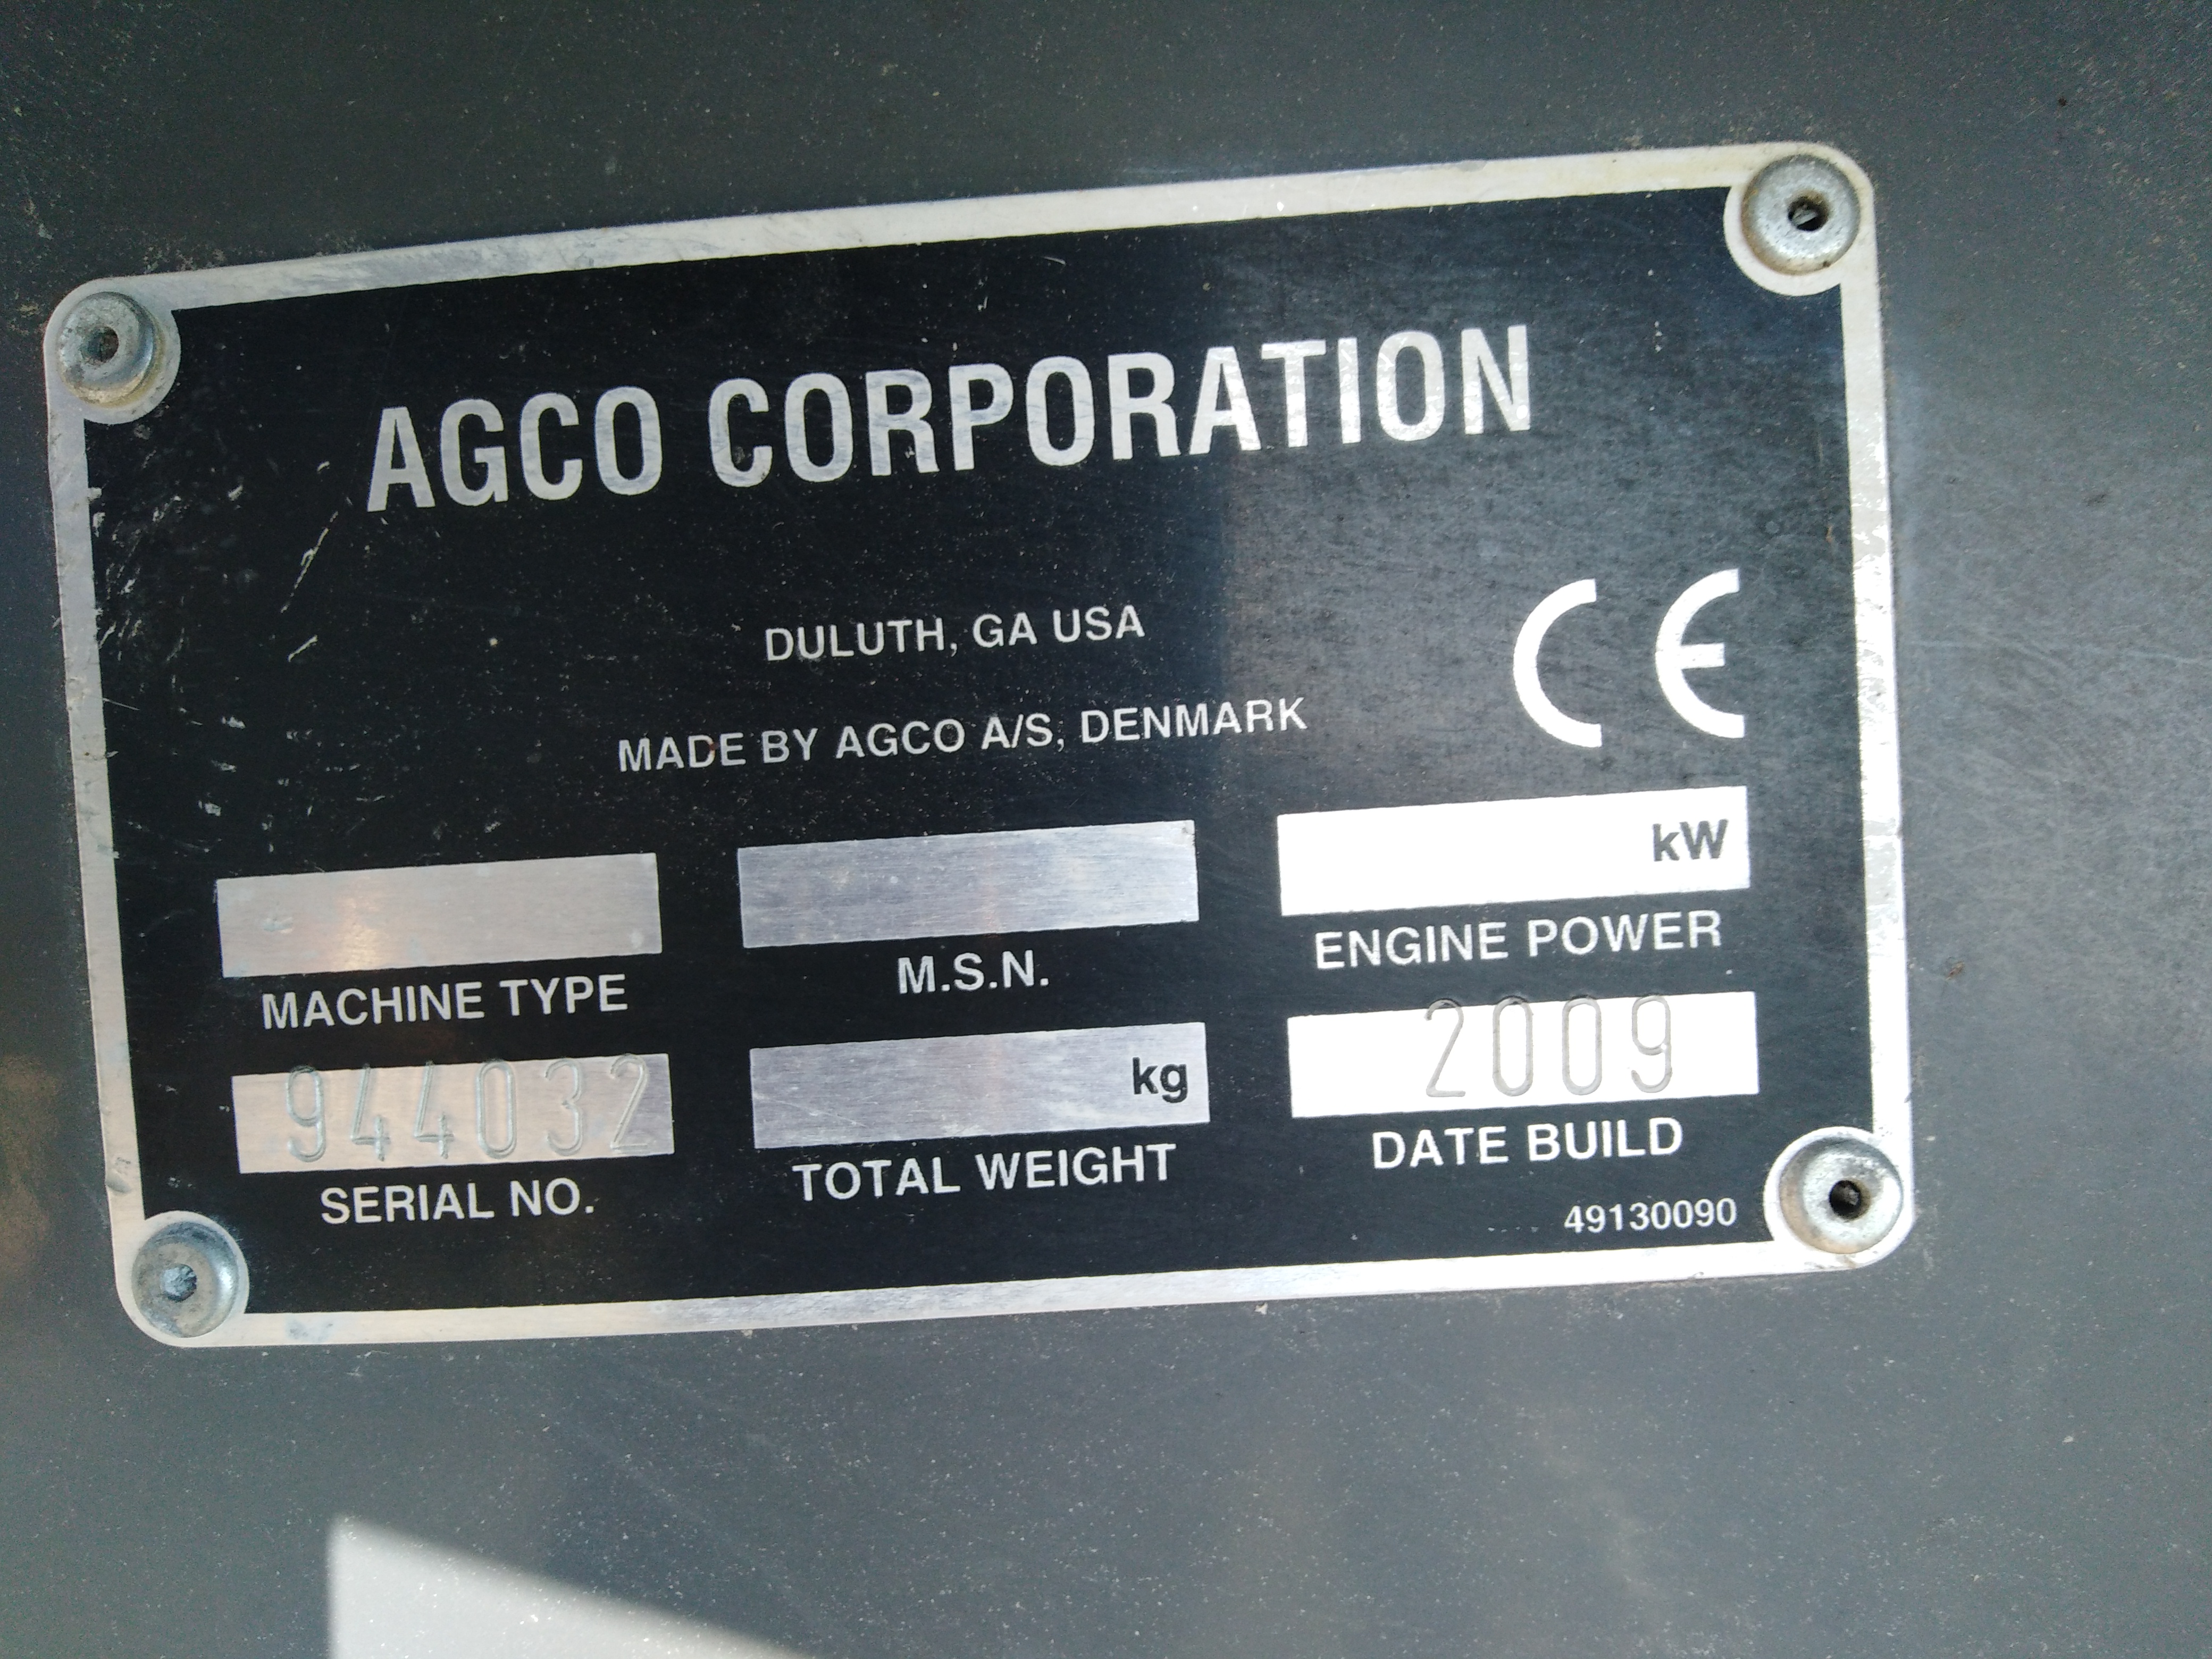 AGCO CORPORATION
DULUTH, GA USA
MADE BY AGCO A/S, DENMARK
CE
kW
MACHINE TYPE
M.S.N.
ENGINE POWER
944032
kg
2009
SERIAL NO.
TOTAL WEIGHT
DATE BUILD
49130090